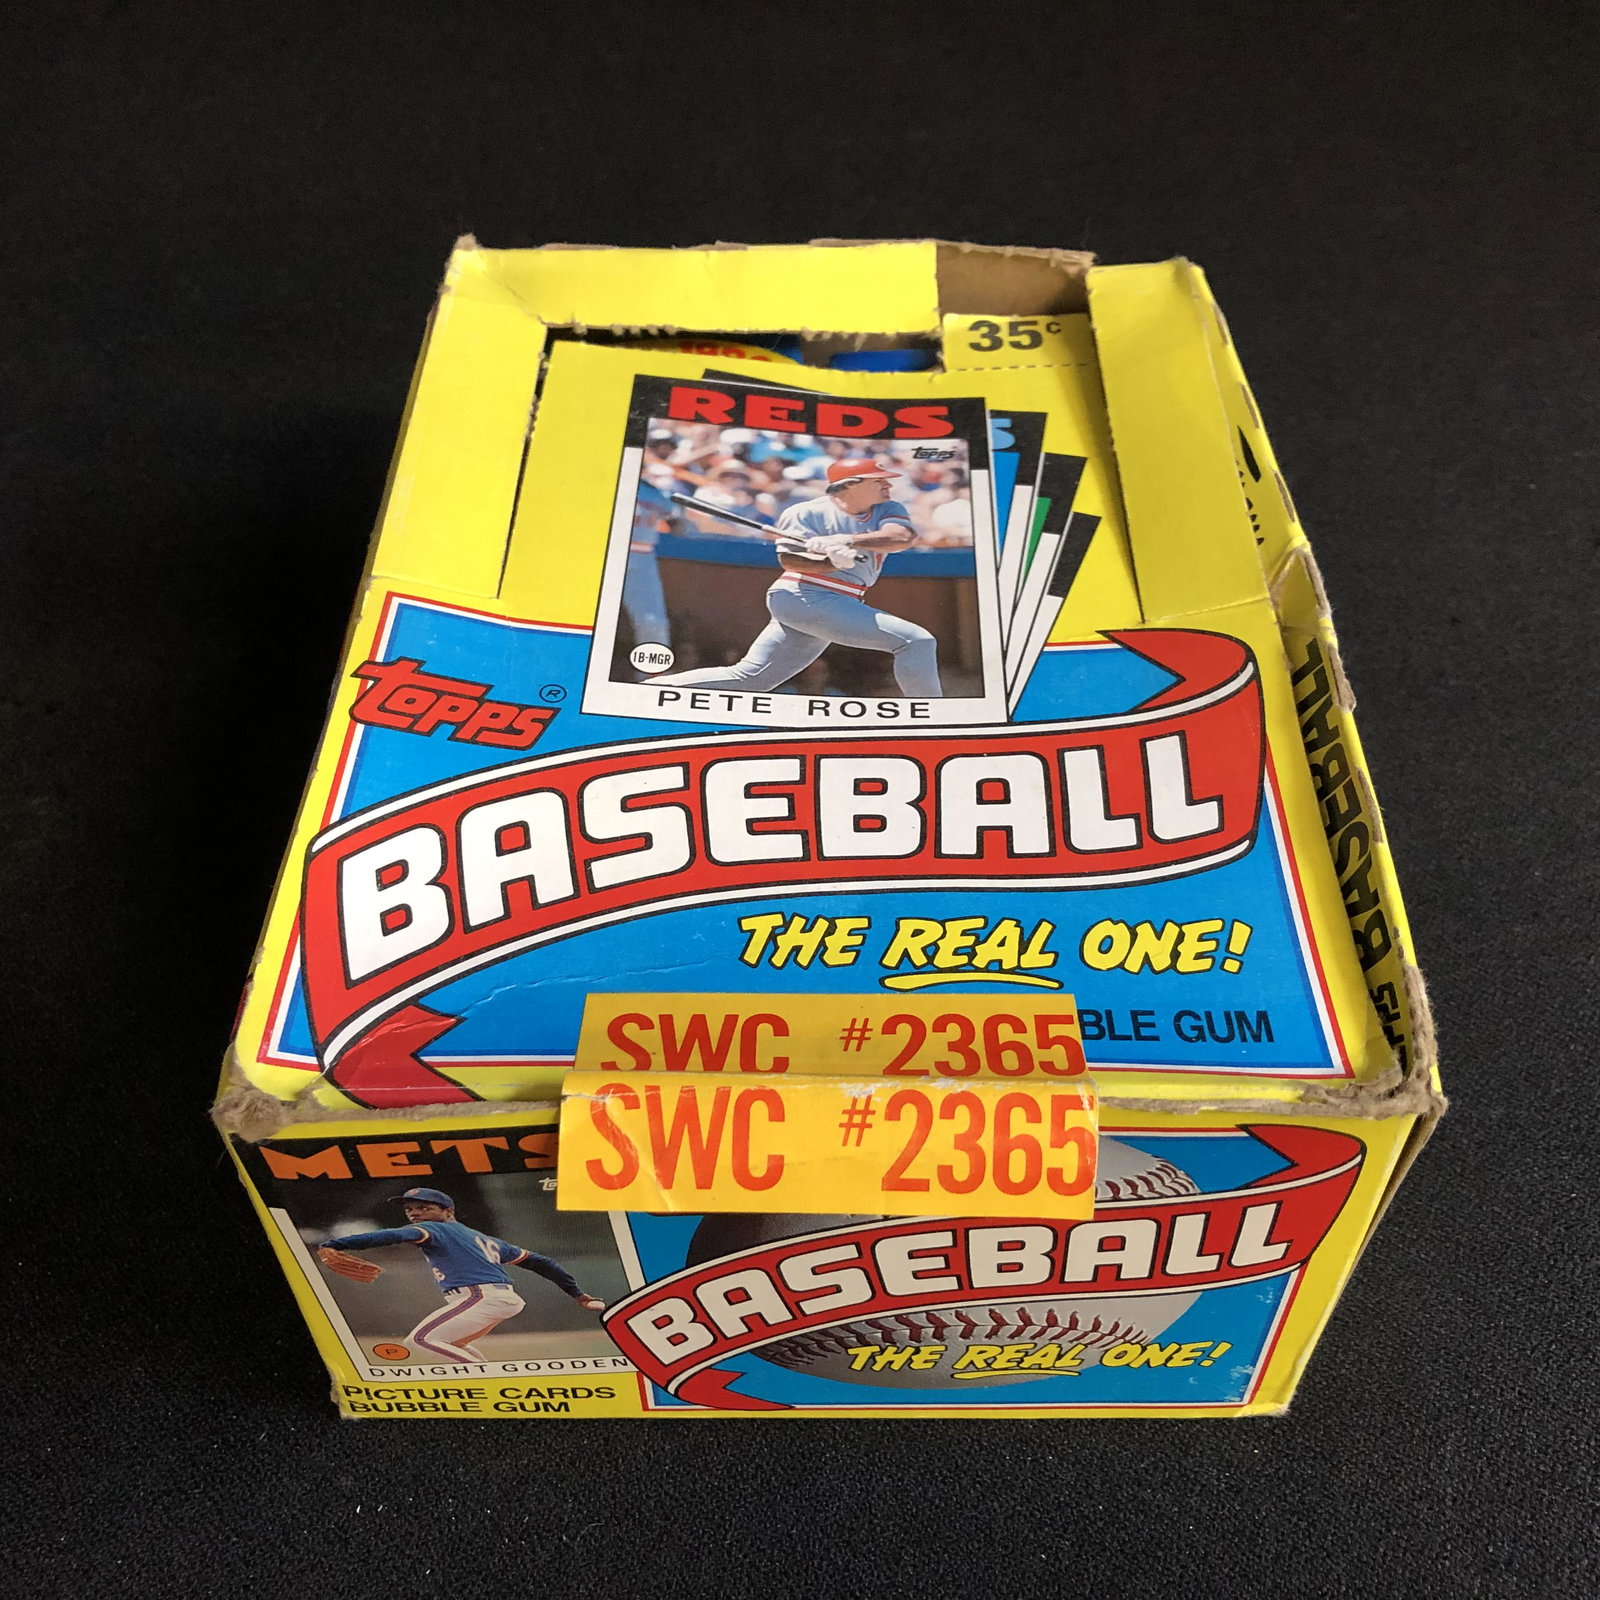 35¢
REDS
topps
1B-MGR
PETE ROSE
topps®
BASEBALL
THE REAL ONE!
BLE GUM
SWC #2365
SWC #2365
METS
16
P
DWIGHT GOODEN
BASEBALL
THE REAL ONE!
PICTURE CARDS
BUBBLE GUM
BASEBALL